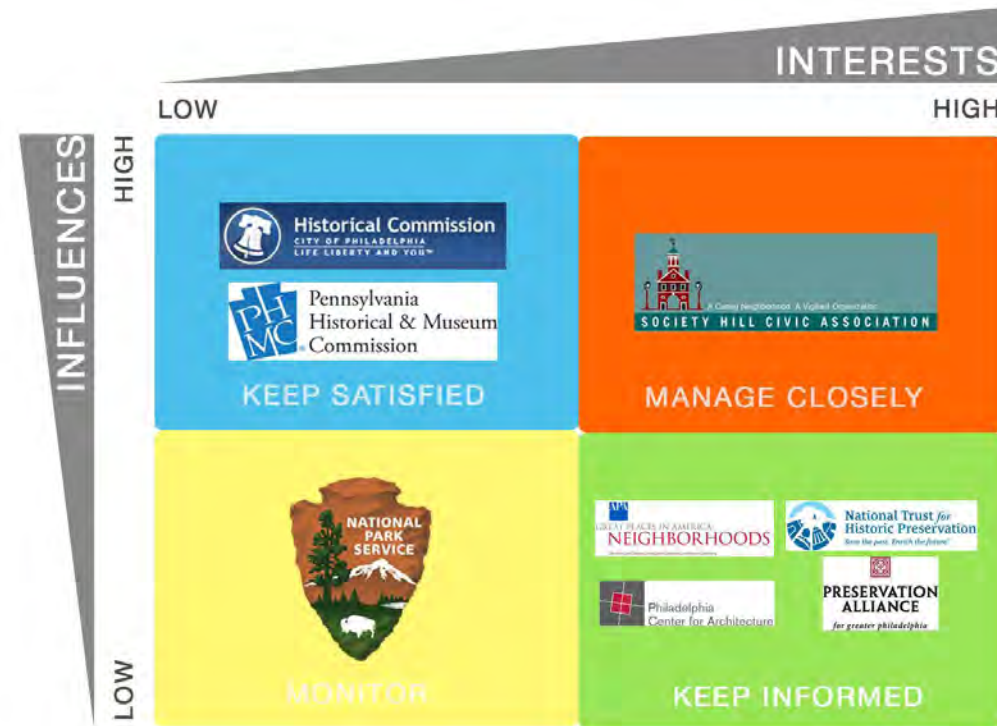 INTERESTS
LOW
HIGH
INFLUENCES
HIGH
Historical Commission
CITY OF PHILADELPHIA
LIFE LIBERTY AND YOU™
PHMC
Pennsylvania
Historical & Museum
Commission
KEEP SATISFIED
A Caring Neighborhood. A Vigilant Organization.
SOCIETY HILL CIVIC ASSOCIATION
MANAGE CLOSELY
LOW
NATIONAL
PARK
SERVICE
MONITOR
APA
GREAT PLACES IN AMERICA:
NEIGHBORHOODS
National Trust for
Historic Preservation
Save the past. Enrich the future.®
Philadelphia
Center for Architecture
PRESERVATION
ALLIANCE
for greater philadelphia
KEEP INFORMED